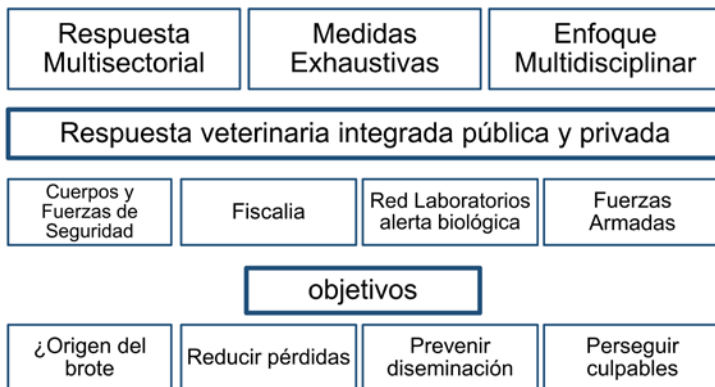 Respuesta
Multisectorial
Medidas
Exhaustivas
Enfoque
Multidisciplinar
Respuesta veterinaria integrada pública y privada
Cuerpos y
Fuerzas de
Seguridad
Fiscalia
Red Laboratorios
alerta biológica
Fuerzas
Armadas
objetivos
¿Origen del
brote
Reducir pérdidas
Prevenir
diseminación
Perseguir
culpables